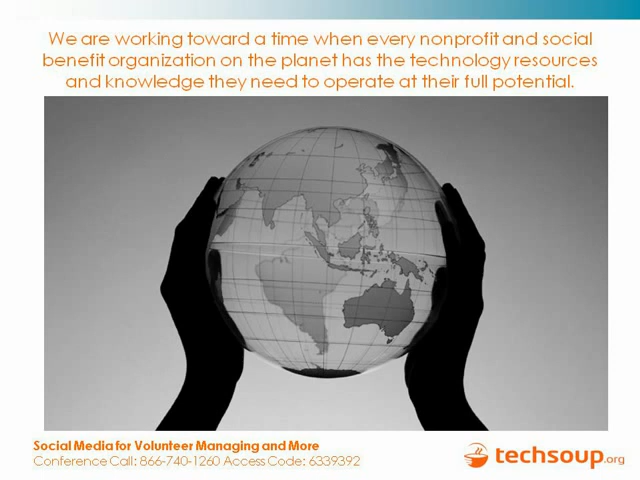 We are working toward a time when every nonprofit and social
benefit organization on the planet has the technology resources
and knowledge they need to operate at their full potential.
Social Media for Volunteer Managing and More
Conference Call: 866-740-1260 Access Code: 6339392
techsoup.org